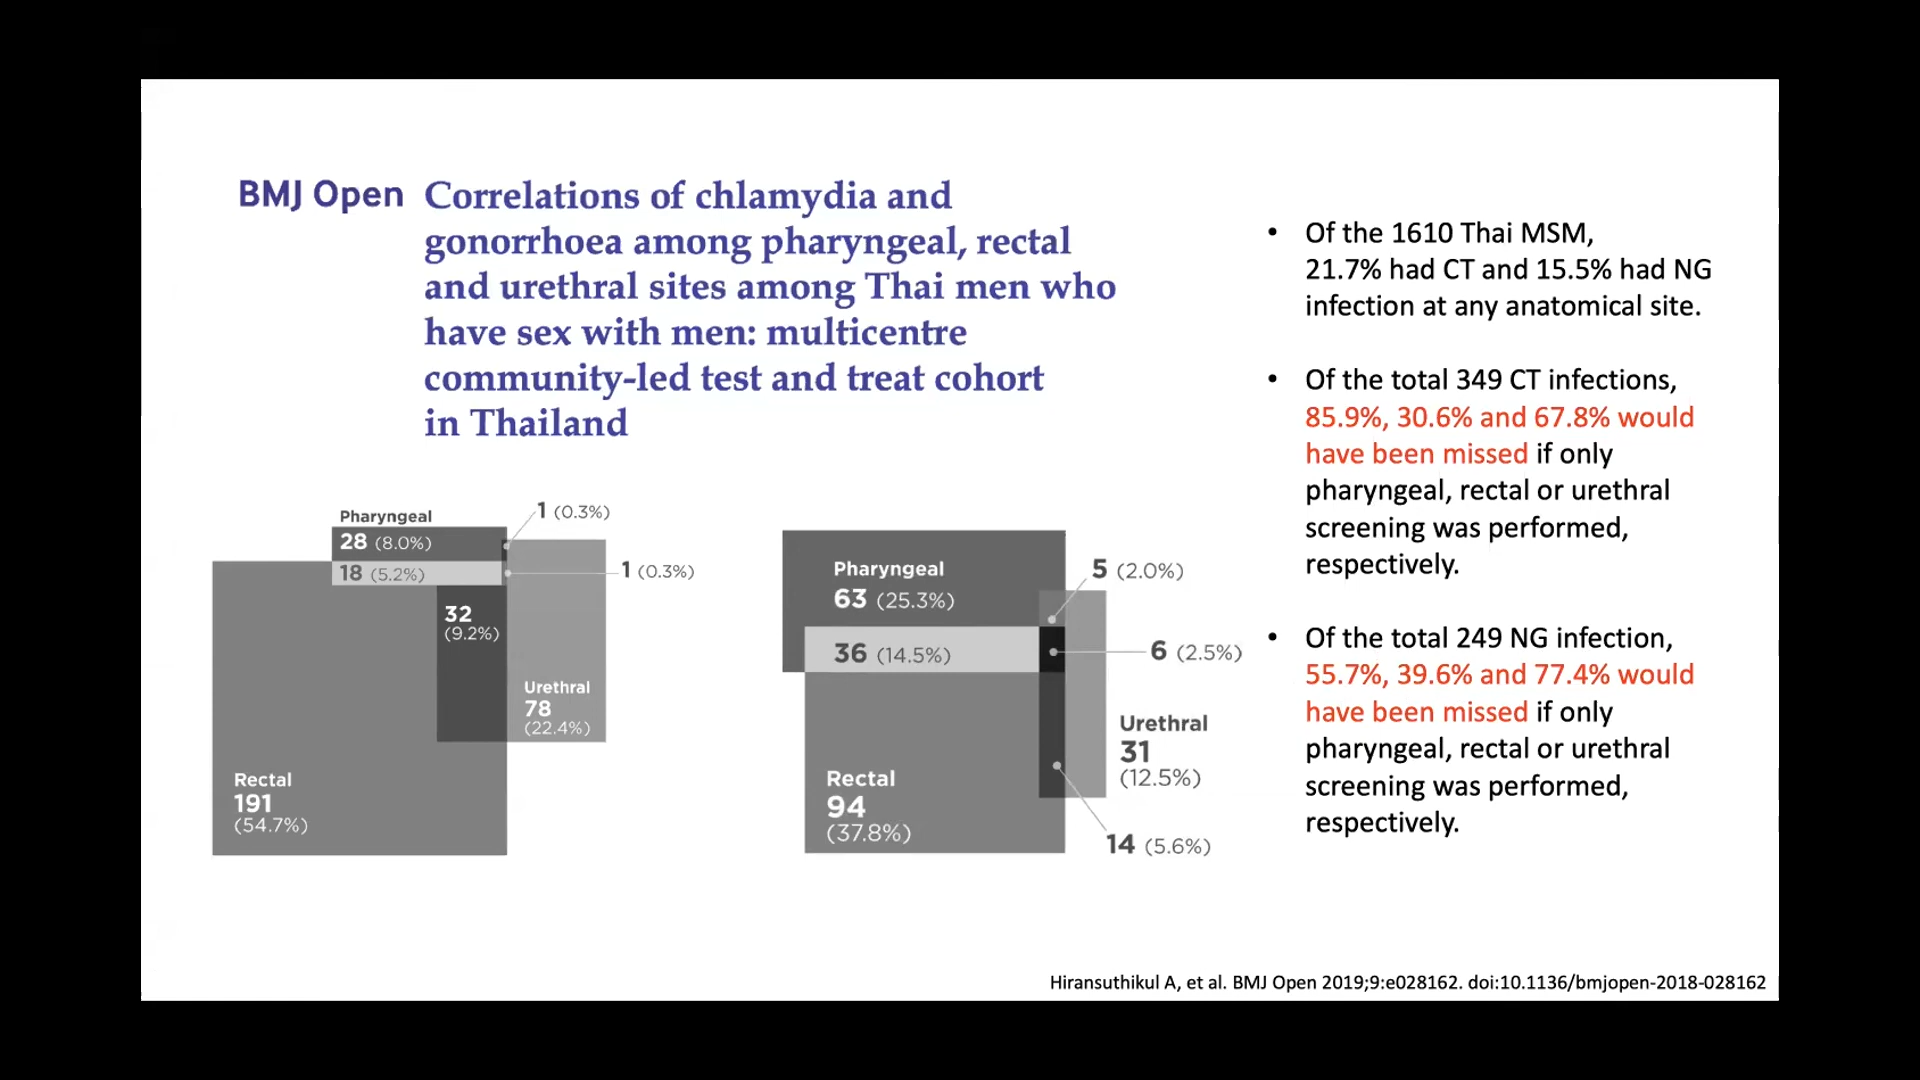 BMJ Open Correlations of chlamydia and
gonorrhoea among pharyngeal, rectal
and urethral sites among Thai men who
have sex with men: multicentre
community-led test and treat cohort
in Thailand
Pharyngeal
28 (8.0%)
18 (5.2%)
1 (0.3%)
1 (0.3%)
32
(9.2%)
Urethral
78
(22.4%)
Rectal
191
(54.7%)
Pharyngeal
63 (25.3%)
36 (14.5%)
5 (2.0%)
6 (2.5%)
Urethral
31
(12.5%)
Rectal
94
(37.8%)
14 (5.6%)
• Of the 1610 Thai MSM,
21.7% had CT and 15.5% had NG
infection at any anatomical site.
• Of the total 349 CT infections,
85.9%, 30.6% and 67.8% would
have been missed if only
pharyngeal, rectal or urethral
screening was performed,
respectively.
• Of the total 249 NG infection,
55.7%, 39.6% and 77.4% would
have been missed if only
pharyngeal, rectal or urethral
screening was performed,
respectively.
Hiransuthikul A, et al. BMJ Open 2019;9:e028162. doi:10.1136/bmjopen-2018-028162